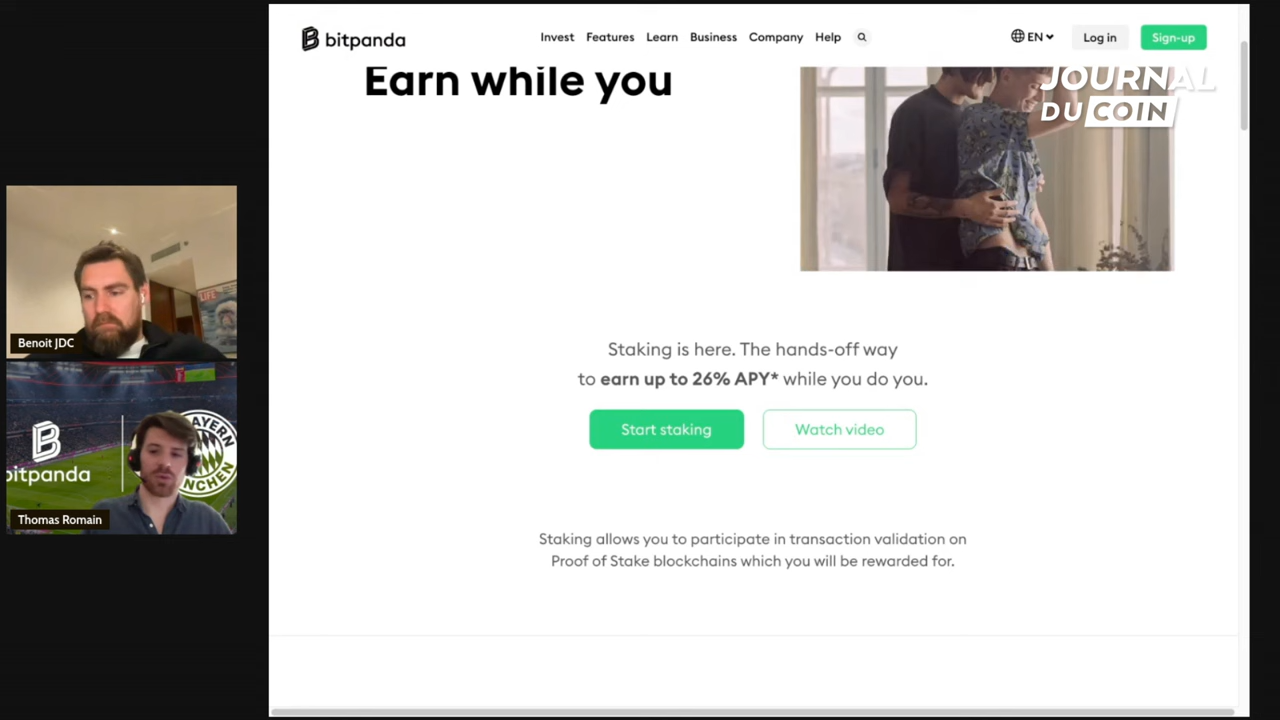 bitpanda
Invest Features Learn Business Company Help
EN
Log in
Sign-up
Earn while you
JOURNAL
DU COIN
LIFE
Benoit JDC
bitpanda
Thomas Romain
Staking is here. The hands-off way
to earn up to 26% APY* while you do you.
Start staking
Watch video
Staking allows you to participate in transaction validation on
Proof of Stake blockchains which you will be rewarded for.